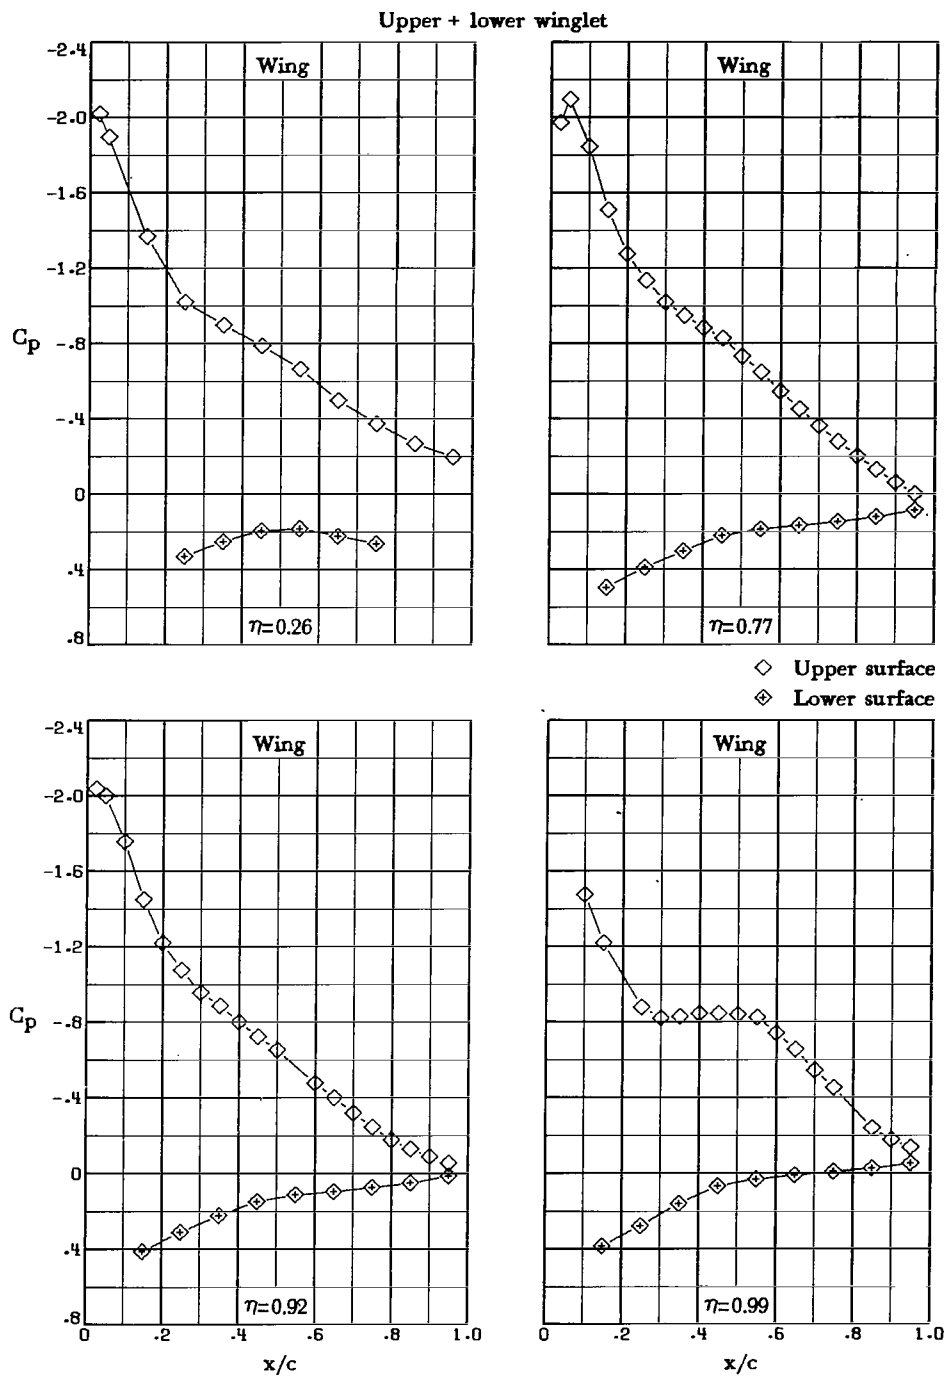 Upper + lower winglet
Wing
Wing
-2.4
-2.0
-1.6
-1.2
Cp
-.8
-.4
0
.4
.8
η=0.26
η=0.77
Upper surface
Lower surface
Wing
Wing
-2.4
-2.0
-1.6
-1.2
Cp
-.8
-.4
0
.4
.8
η=0.92
η=0.99
0 .2 .4 .6 .8 1.0
0 .2 .4 .6 .8 1.0
x/c
x/c